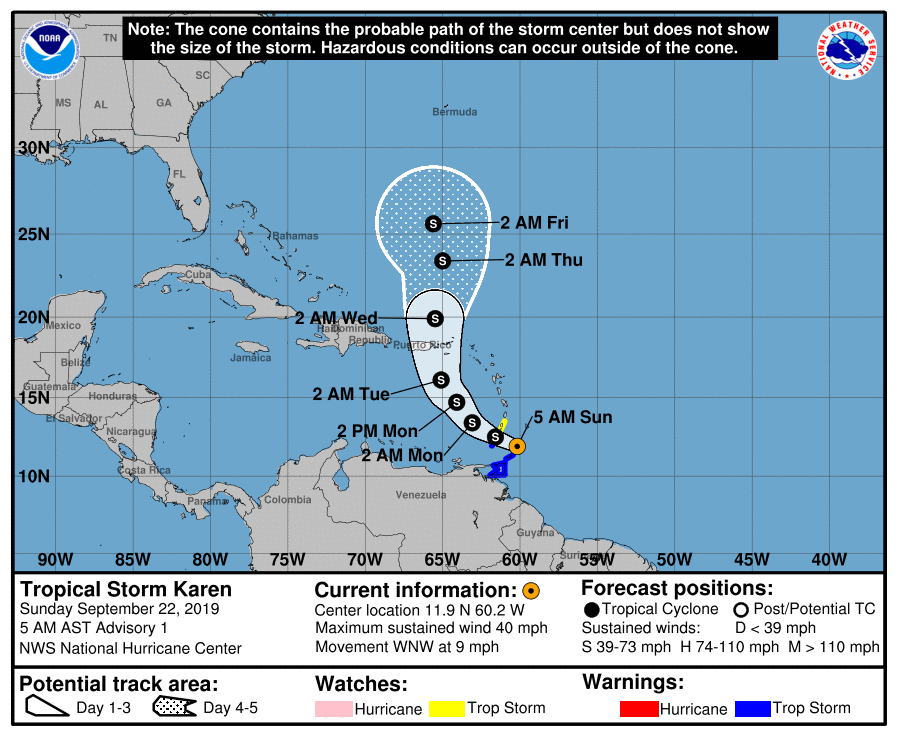 Note: The cone contains the probable path of the storm center but does not show
the size of the storm. Hazardous conditions can occur outside of the cone.
NOAA
NATIONAL WEATHER SERVICE
TN
SC
MS
AL
GA
Bermuda
30N
FL
2 AM Fri
25N
Bahamas
2 AM Thu
Cuba
20N
2 AM Wed
Mexico
Dominican
Republic
Puerto Rico
Jamaica
Belize
Guatemala
2 AM Tue
15N
Honduras
El Salvador
5 AM Sun
Nicaragua
2 PM Mon
2 AM Mon
Costa Rica
10N
Panama
Colombia
Venezuela
Guyana
90W 85W 80W 75W 70W 65W 60W 55W 50W 45W 40W
Tropical Storm Karen
Sunday September 22, 2019
5 AM AST Advisory 1
NWS National Hurricane Center
Current information:
Center location 11.9 N 60.2 W
Maximum sustained wind 40 mph
Movement WNW at 9 mph
Forecast positions:
Tropical Cyclone Post/Potential TC
Sustained winds: D < 39 mph
S 39-73 mph H 74-110 mph M > 110 mph
Potential track area:
Day 1-3 Day 4-5
Watches:
Hurricane Trop Storm
Warnings:
Hurricane Trop Storm